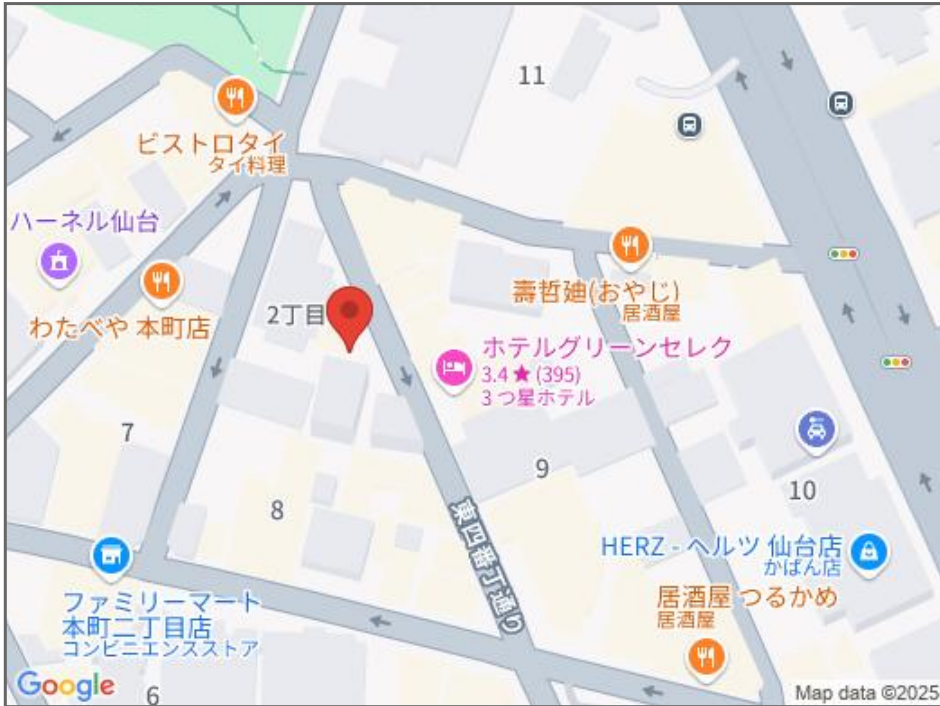 11
ビストロタイ
タイ料理
ハーネル仙台
壽哲廸(おやじ)
居酒屋
2丁目
わたべや 本町店
ホテルグリーンセレク
3.4★(395)
3 つ星ホテル
7
9
10
8
東四番丁通り
HERZ - ヘルツ 仙台店
かばん店
居酒屋 つるかめ
居酒屋
ファミリーマート
本町二丁目店
コンビニエンスストア
Google
6
Map data ©2025